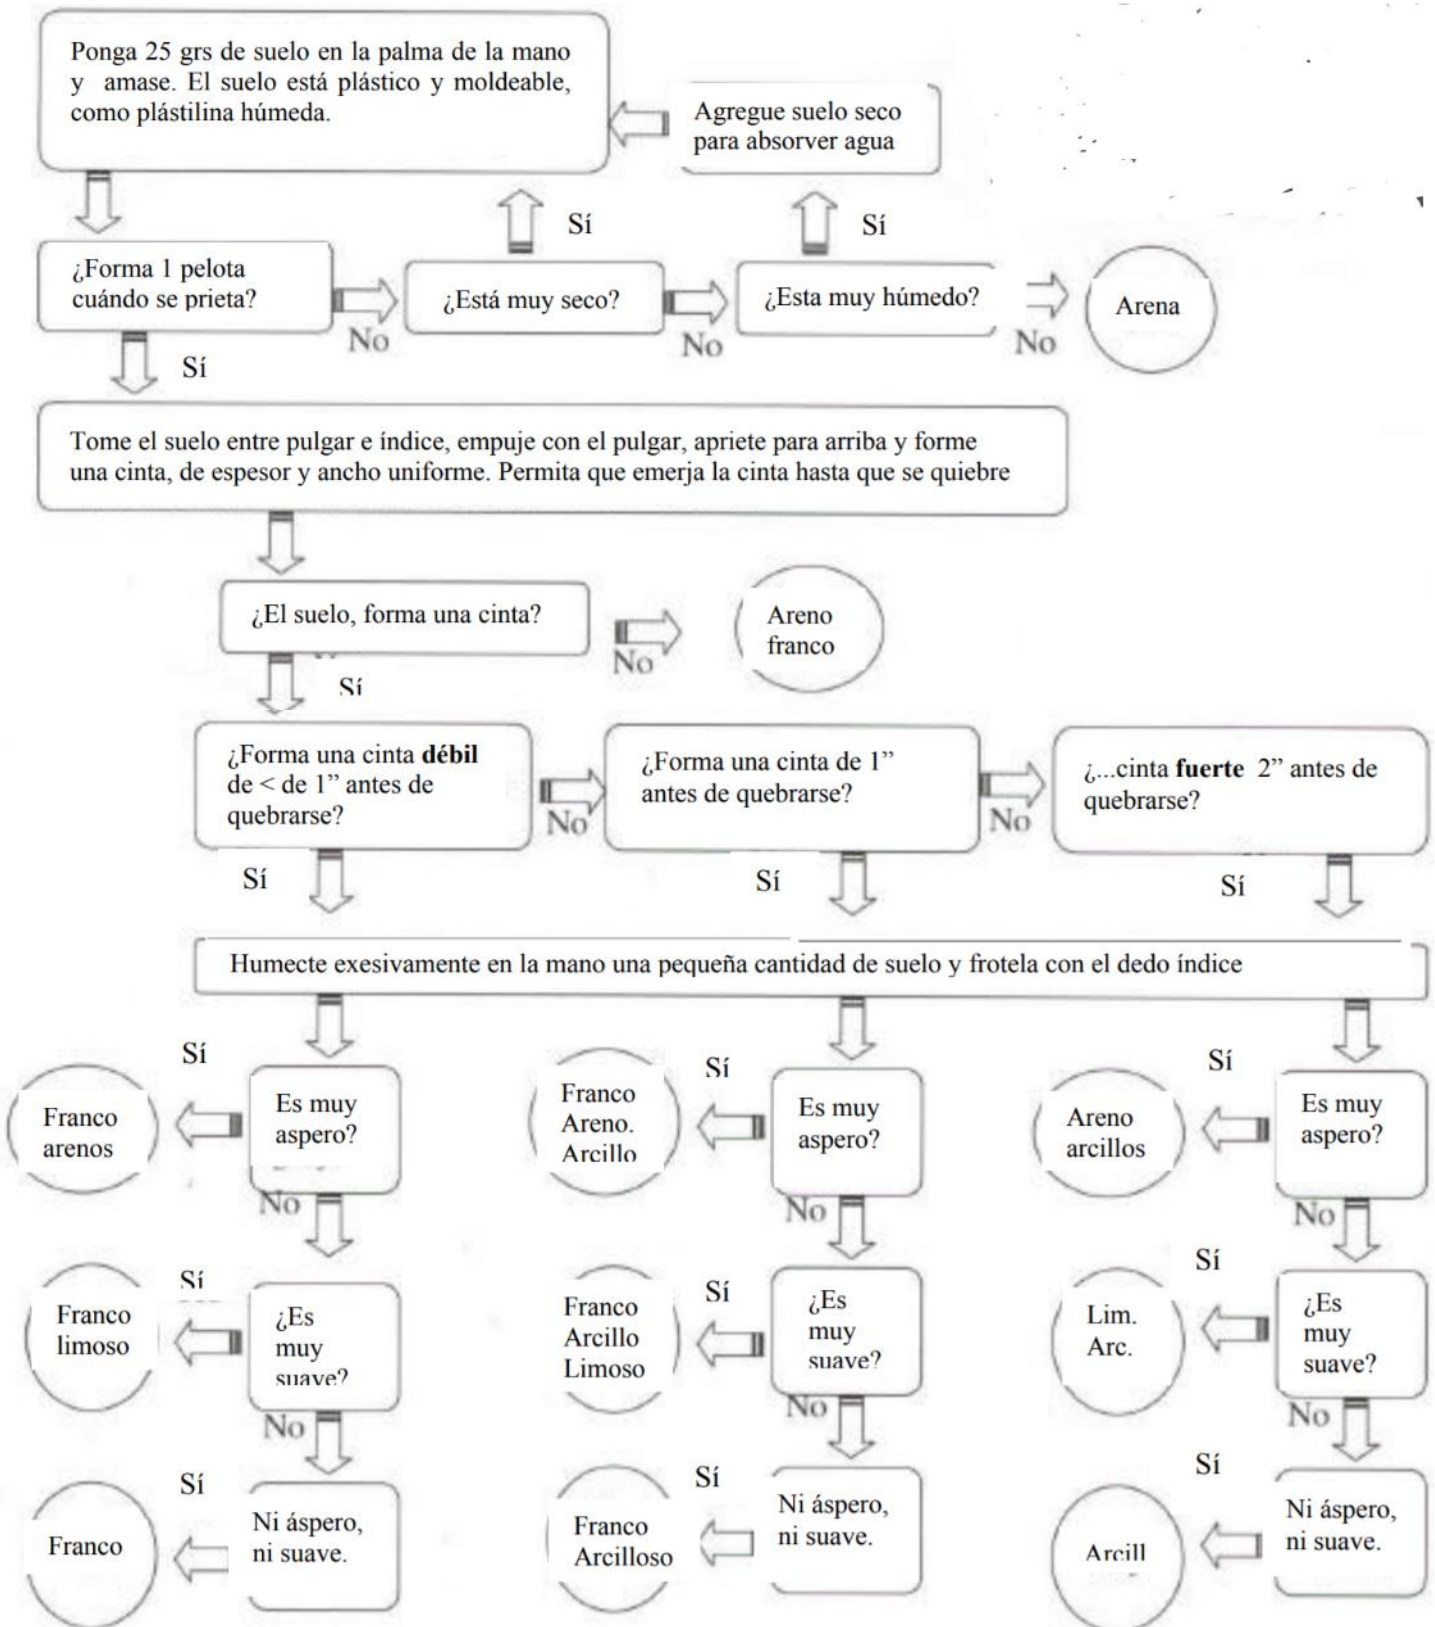 Ponga 25 grs de suelo en la palma de la mano
y amase. El suelo está plástico y moldeable,
como plástilina húmeda.
Agregue suelo seco
para absorver agua
Sí
Sí
¿Forma 1 pelota
cuándo se prieta?
No
¿Está muy seco?
No
¿Esta muy húmedo?
No
Arena
Sí
Tome el suelo entre pulgar e índice, empuje con el pulgar, apriete para arriba y forme
una cinta, de espesor y ancho uniforme. Permita que emerja la cinta hasta que se quiebre
¿El suelo, forma una cinta?
No
Areno
franco
Sí
¿Forma una cinta débil
de < de 1” antes de
quebrarse?
No
¿Forma una cinta de 1”
antes de quebrarse?
No
¿...cinta fuerte 2” antes de
quebrarse?
Sí
Sí
Sí
Humecte exesivamente en la mano una pequeña cantidad de suelo y frotela con el dedo índice
Sí
Franco
arenos
Es muy
aspero?
No
Sí
Franco
Areno.
Arcillo
Es muy
aspero?
No
Sí
Areno
arcillos
Es muy
aspero?
No
Sí
Franco
limoso
¿Es
muy
suave?
No
Sí
Franco
Arcillo
Limoso
¿Es
muy
suave?
No
Sí
Lim.
Arc.
¿Es
muy
suave?
No
Sí
Franco
Ni áspero,
ni suave.
Sí
Franco
Arcilloso
Ni áspero,
ni suave.
Sí
Arcill
Ni áspero,
ni suave.